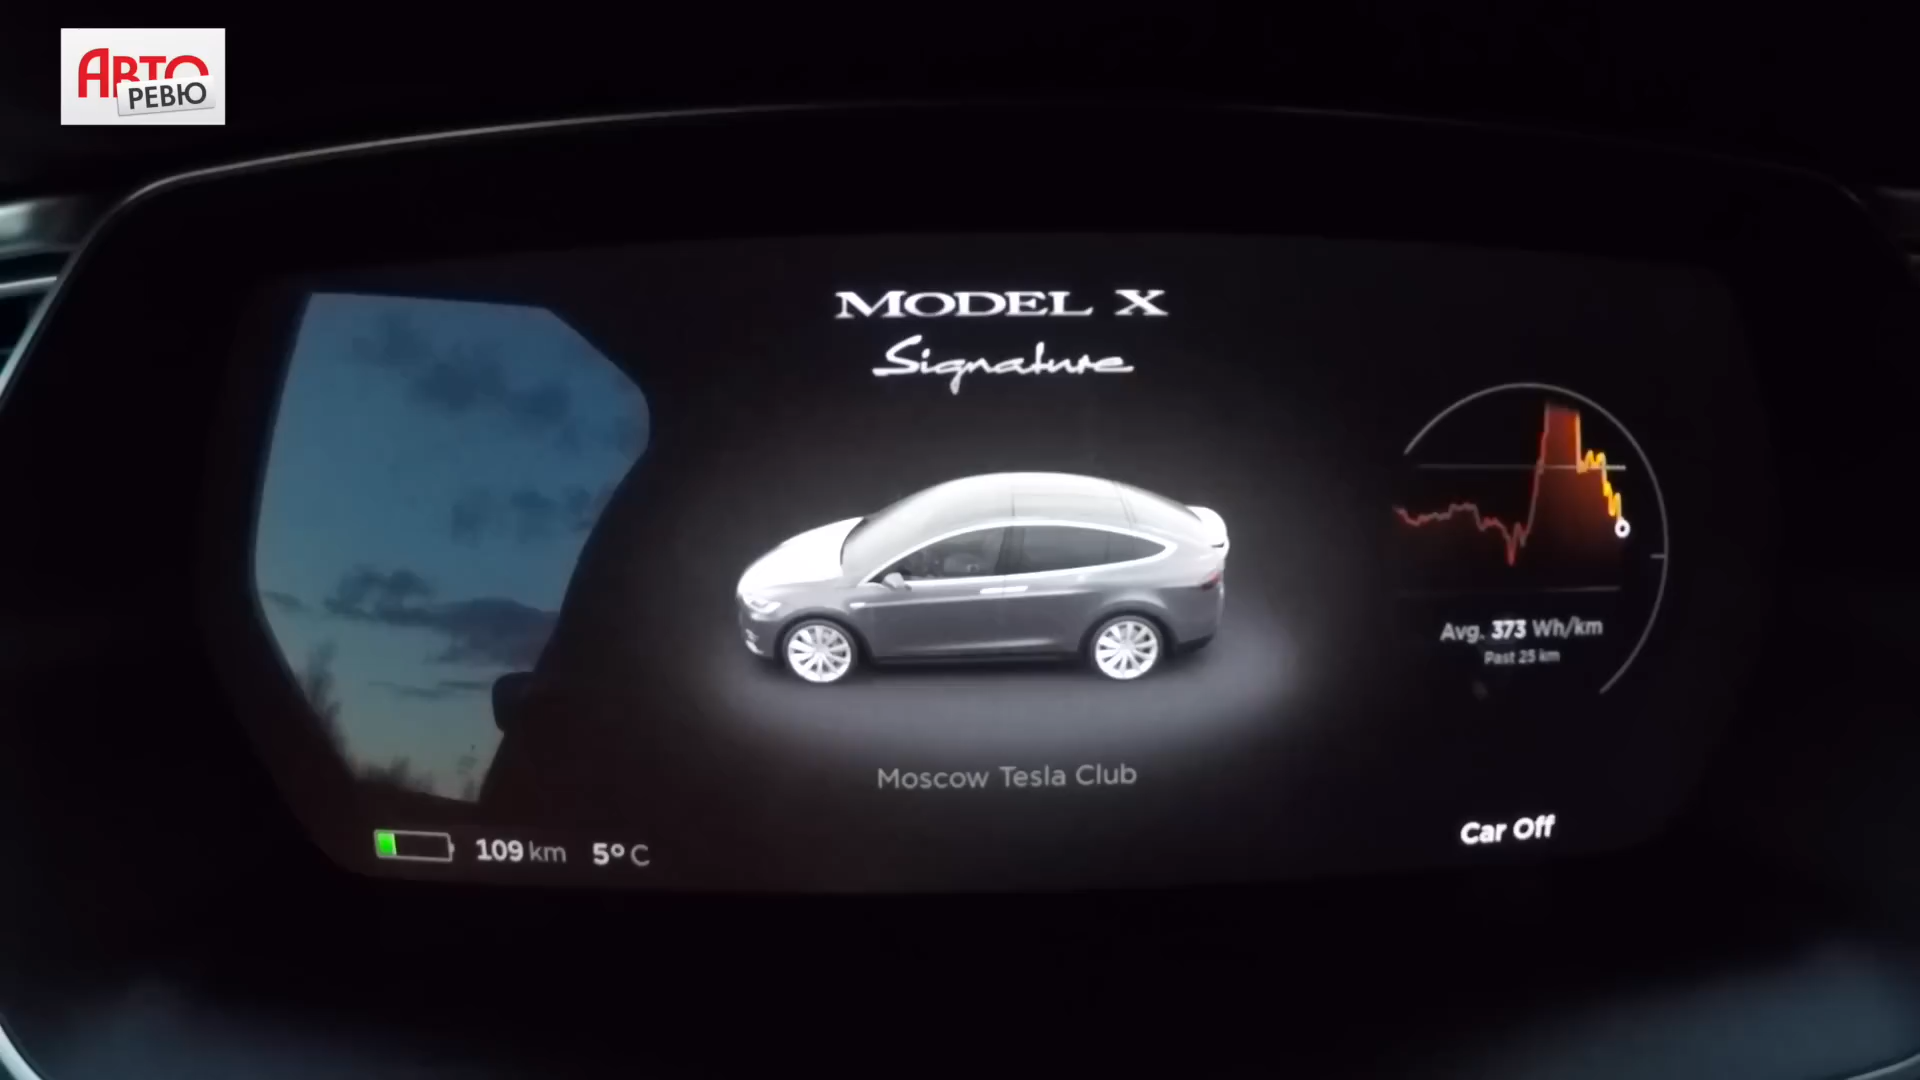 АВТО
РЕВЮ
MODEL X
Signature
Avg. 373 Wh/km
Past 25 km
Moscow Tesla Club
109 km 5° C
Car Off